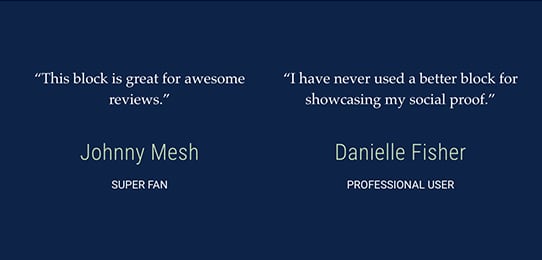 “This block is great for awesome
reviews.”
Johnny Mesh
SUPER FAN
“I have never used a better block for
showcasing my social proof.”
Danielle Fisher
PROFESSIONAL USER